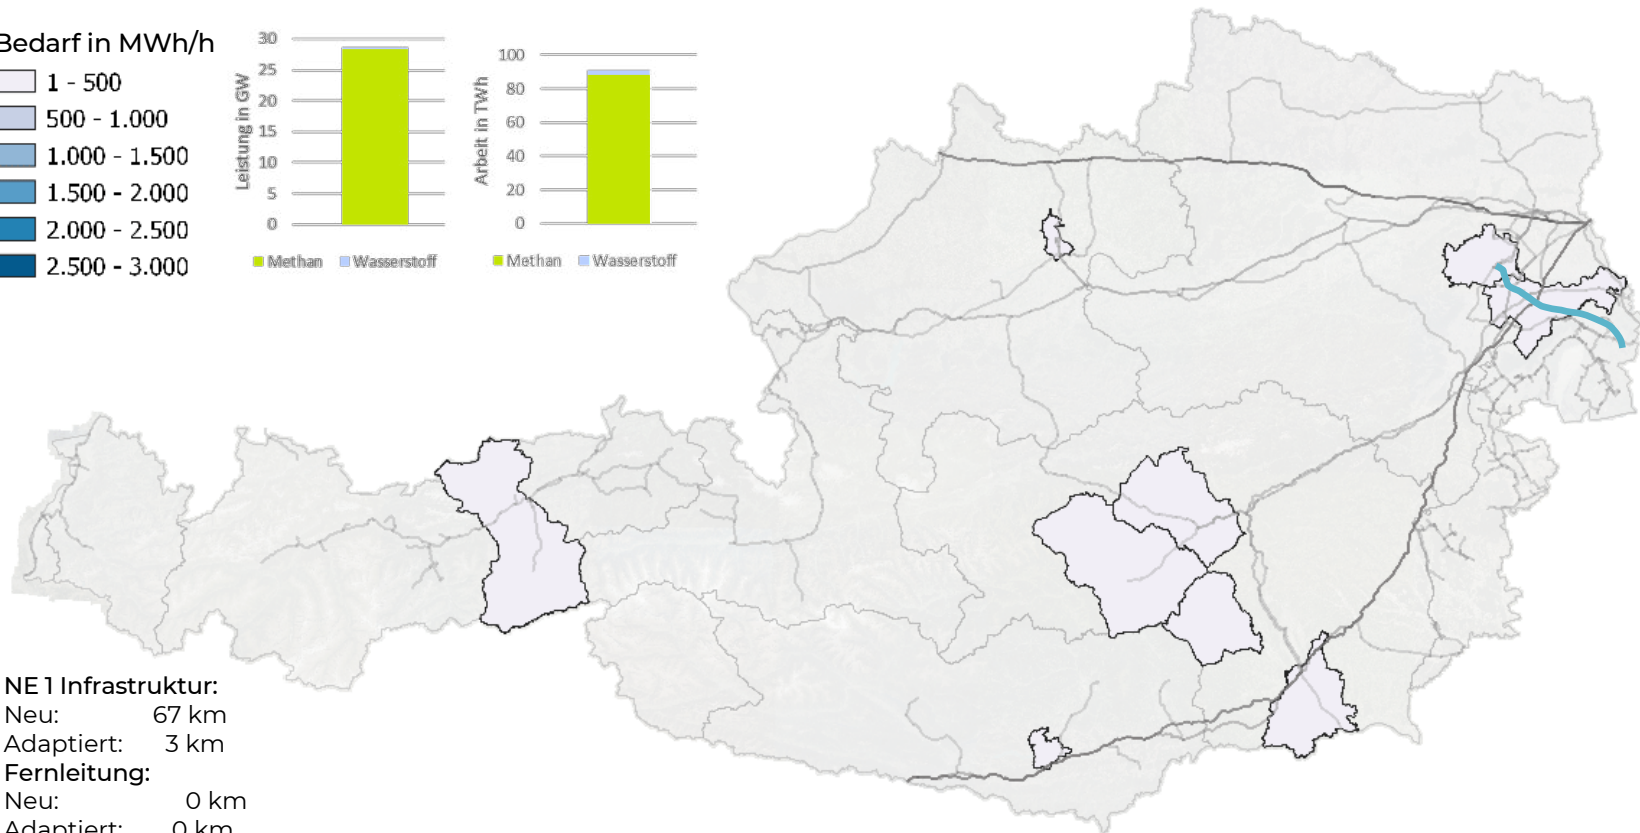 Bedarf in MWh/h
1 - 500
500 - 1.000
1.000 - 1.500
1.500 - 2.000
2.000 - 2.500
2.500 - 3.000
Leistung in GW
30
25
20
15
10
5
0
Methan Wasserstoff
Arbeit in TWh
100
80
60
40
20
0
Methan Wasserstoff
NE 1 Infrastruktur:
Neu: 67 km
Adaptiert: 3 km
Fernleitung:
Neu: 0 km
Adaptiert: 0 km